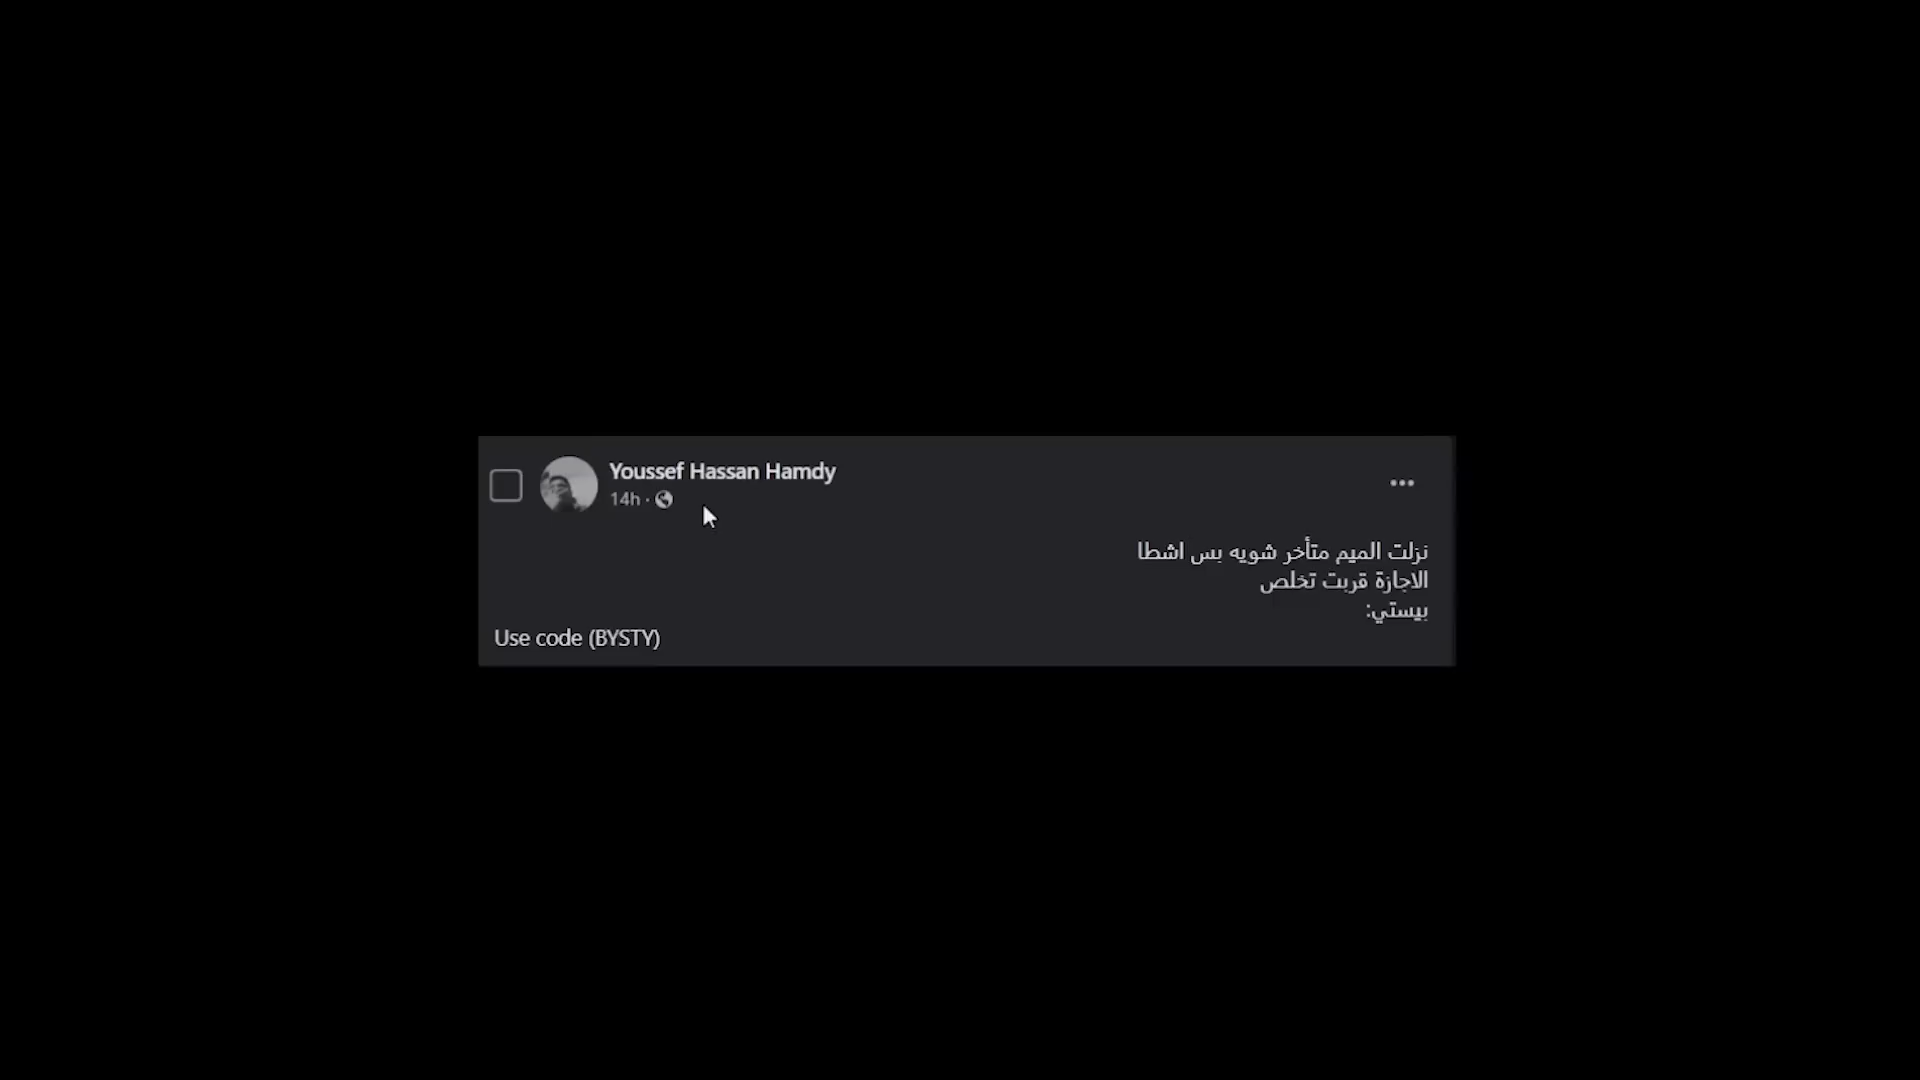 Youssef Hassan Hamdy
14h ·
نزلت الميم متأخر شويه بس اشطا
الاجازة قربت تخلص
بيستي:
Use code (BYSTY)